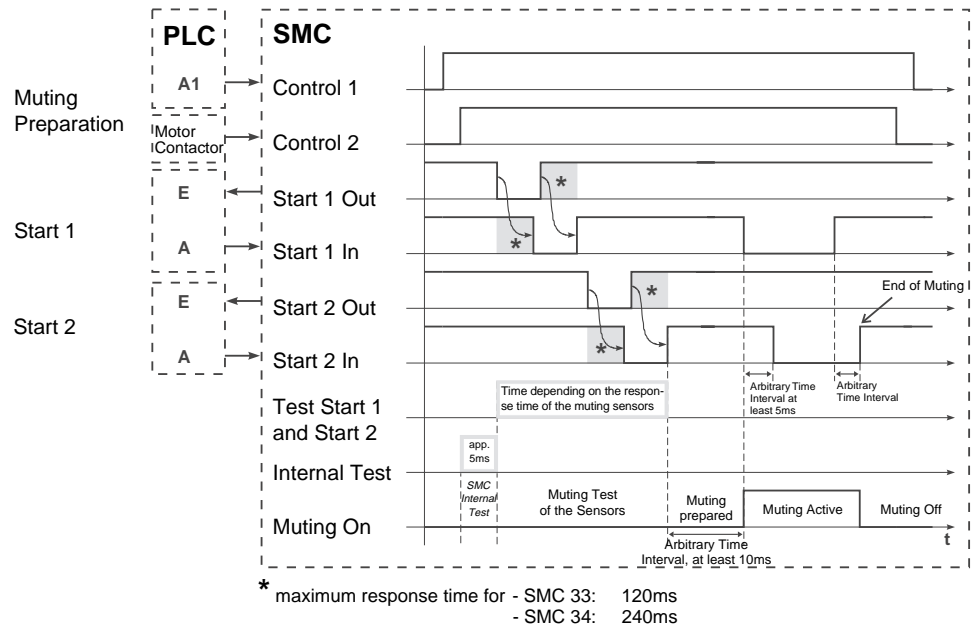 PLC
SMC
Muting
Preparation
A1
Control 1
Motor
Contactor
Control 2
Start 1
E
Start 1 Out
*
A
Start 1 In
*
Start 2
E
Start 2 Out
*
End of Muting
A
Start 2 In
*
Time depending on the respon-
se time of the muting sensors
Arbitrary Time
Interval at
least 5ms
Arbitrary
Time Interval
Test Start 1
and Start 2
app.
5ms
Internal Test
SMC
Internal
Test
Muting Test
of the Sensors
Muting
prepared
Muting Active
Muting Off
Muting On
t
Arbitrary Time
Interval, at least 10ms
* maximum response time for - SMC 33: 120ms
- SMC 34: 240ms